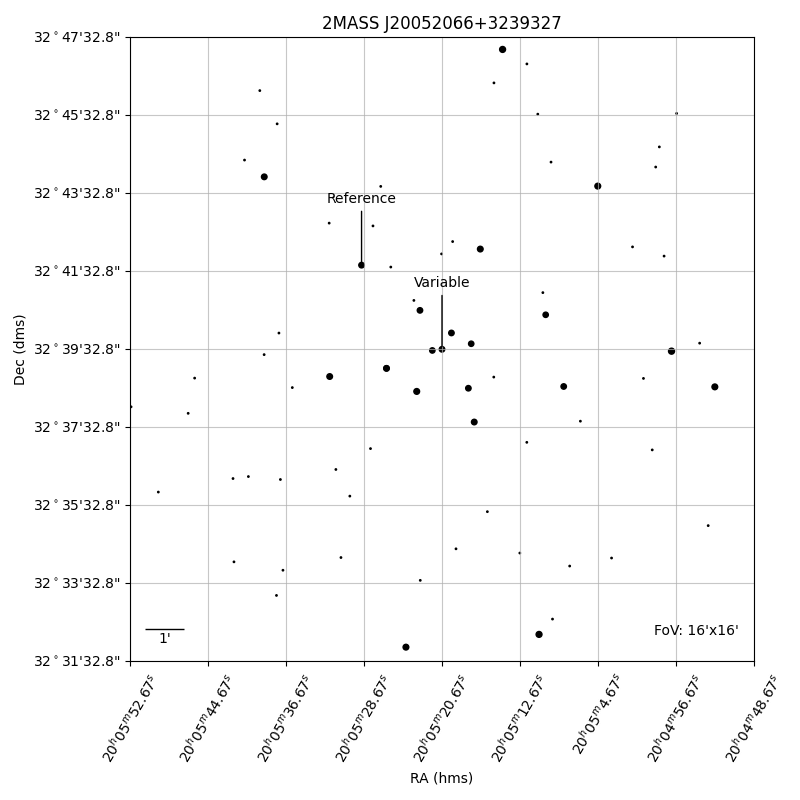 2MASS J20052066+3239327
32°47'32.8"
32°45'32.8"
32°43'32.8"
32°41'32.8"
32°39'32.8"
32°37'32.8"
32°35'32.8"
32°33'32.8"
32°31'32.8"
Dec (dms)
Reference
Variable
1'
FoV: 16'x16'
20h05m52.67s
20h05m44.67s
20h05m36.67s
20h05m28.67s
20h05m20.67s
20h05m12.67s
20h05m4.67s
20h04m56.67s
20h04m48.67s
RA (hms)